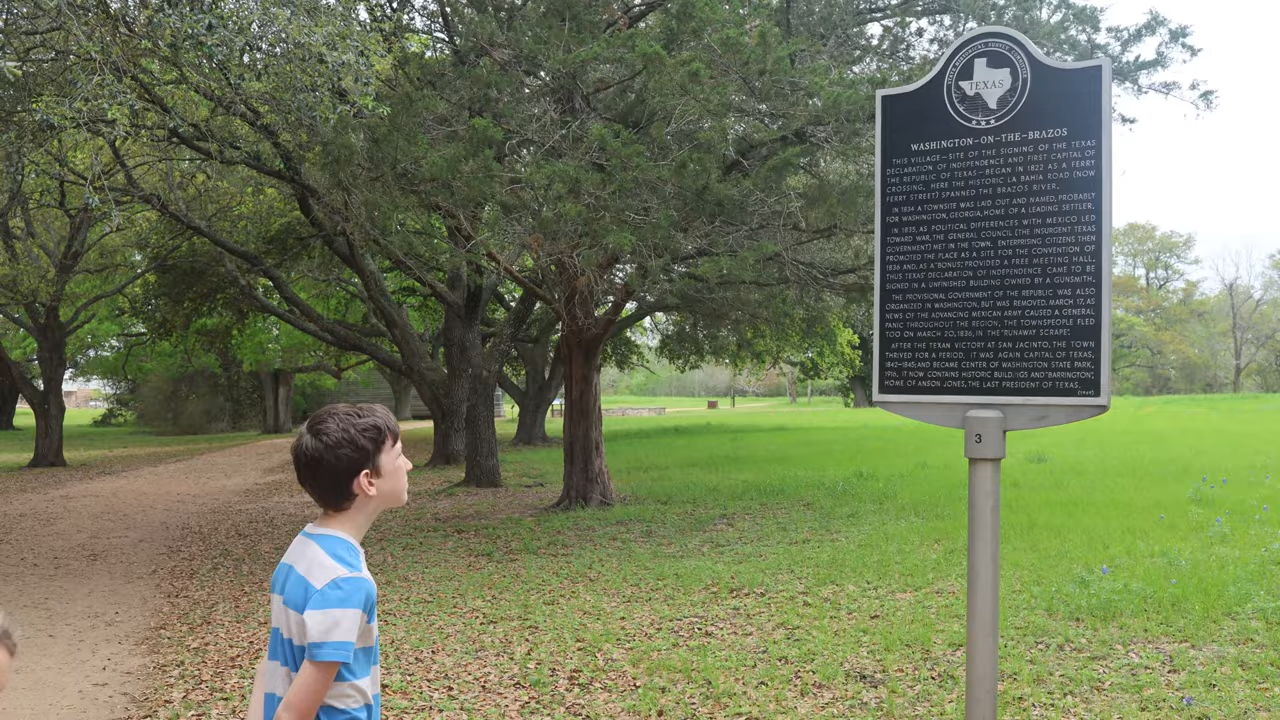 STATE HISTORICAL SURVEY COMMITTEE
TEXAS
WASHINGTON-ON-THE-BRAZOS
THIS VILLAGE—SITE OF THE SIGNING OF THE TEXAS
DECLARATION OF INDEPENDENCE AND FIRST CAPITAL OF
THE REPUBLIC OF TEXAS—BEGAN IN 1822 AS A FERRY
CROSSING. HERE THE HISTORIC LA BAHIA ROAD (NOW
FERRY STREET) SPANNED THE BRAZOS RIVER.
IN 1834 A TOWNSITE WAS LAID OUT AND NAMED, PROBABLY
FOR WASHINGTON, GEORGIA, HOME OF A LEADING SETTLER.
IN 1835, AS POLITICAL DIFFERENCES WITH MEXICO LED
TOWARD WAR, THE GENERAL COUNCIL (THE INSURGENT TEXAS
GOVERNMENT) MET IN THE TOWN. ENTERPRISING CITIZENS THEN
PROMOTED THE PLACE AS A SITE FOR THE CONVENTION OF
1836 AND, AS A "BONUS", PROVIDED A FREE MEETING HALL.
THUS TEXAS' DECLARATION OF INDEPENDENCE CAME TO BE
SIGNED IN A UNFINISHED BUILDING OWNED BY A GUNSMITH.
THE PROVISIONAL GOVERNMENT OF THE REPUBLIC WAS ALSO
ORGANIZED IN WASHINGTON, BUT WAS REMOVED, MARCH 17, AS
NEWS OF THE ADVANCING MEXICAN ARMY CAUSED A GENERAL
PANIC THROUGHOUT THE REGION. THE TOWNSPEOPLE FLED
TOO ON MARCH 20, 1836, IN THE "RUNAWAY SCRAPE".
AFTER THE TEXAN VICTORY AT SAN JACINTO, THE TOWN
THRIVED FOR A PERIOD. IT WAS AGAIN CAPITAL OF TEXAS,
1842-1845; AND BECAME CENTER OF WASHINGTON STATE PARK,
1916. IT NOW CONTAINS HISTORIC BUILDINGS AND "BARRINGTON",
HOME OF ANSON JONES, THE LAST PRESIDENT OF TEXAS.
(1969)
3